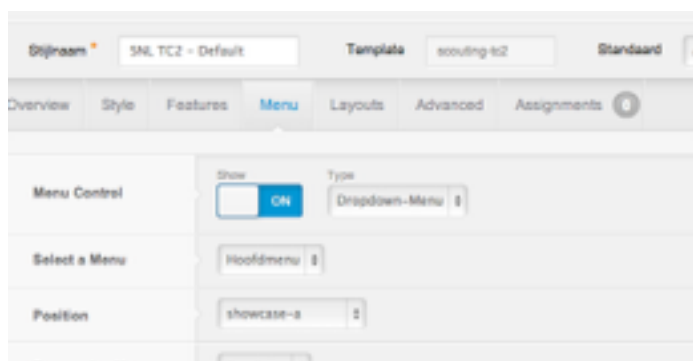 Stijlnaam * SNL TC2 - Default Template scouting-tc2 Standaard
Overview Style Features Menu Layouts Advanced Assignments
Show Type
Menu Control ON Dropdown-Menu
Select a Menu Hoofdmenu
Position showcase-a